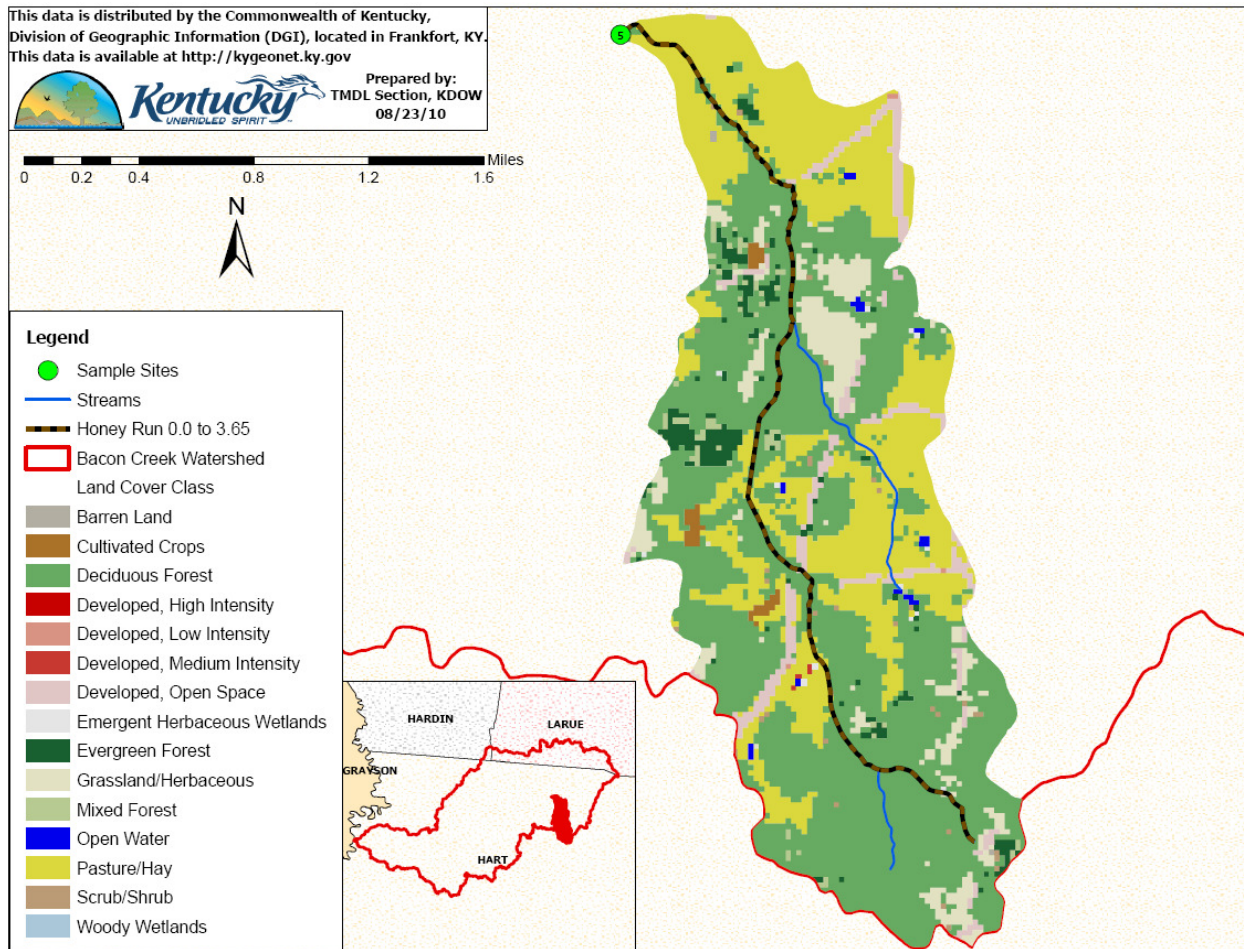 This data is distributed by the Commonwealth of Kentucky,
Division of Geographic Information (DGI), located in Frankfort, KY.
This data is available at http://kygeonet.ky.gov
Kentucky
UNBRIDLED SPIRIT
Prepared by:
TMDL Section, KDOW
08/23/10
Miles
0 0.2 0.4 0.8 1.2 1.6
N
5
Legend
Sample Sites
Streams
Honey Run 0.0 to 3.65
Bacon Creek Watershed
Land Cover Class
Barren Land
Cultivated Crops
Deciduous Forest
Developed, High Intensity
Developed, Low Intensity
Developed, Medium Intensity
Developed, Open Space
Emergent Herbaceous Wetlands
Evergreen Forest
Grassland/Herbaceous
Mixed Forest
Open Water
Pasture/Hay
Scrub/Shrub
Woody Wetlands
HARDIN
LARUE
GRAYSON
HART